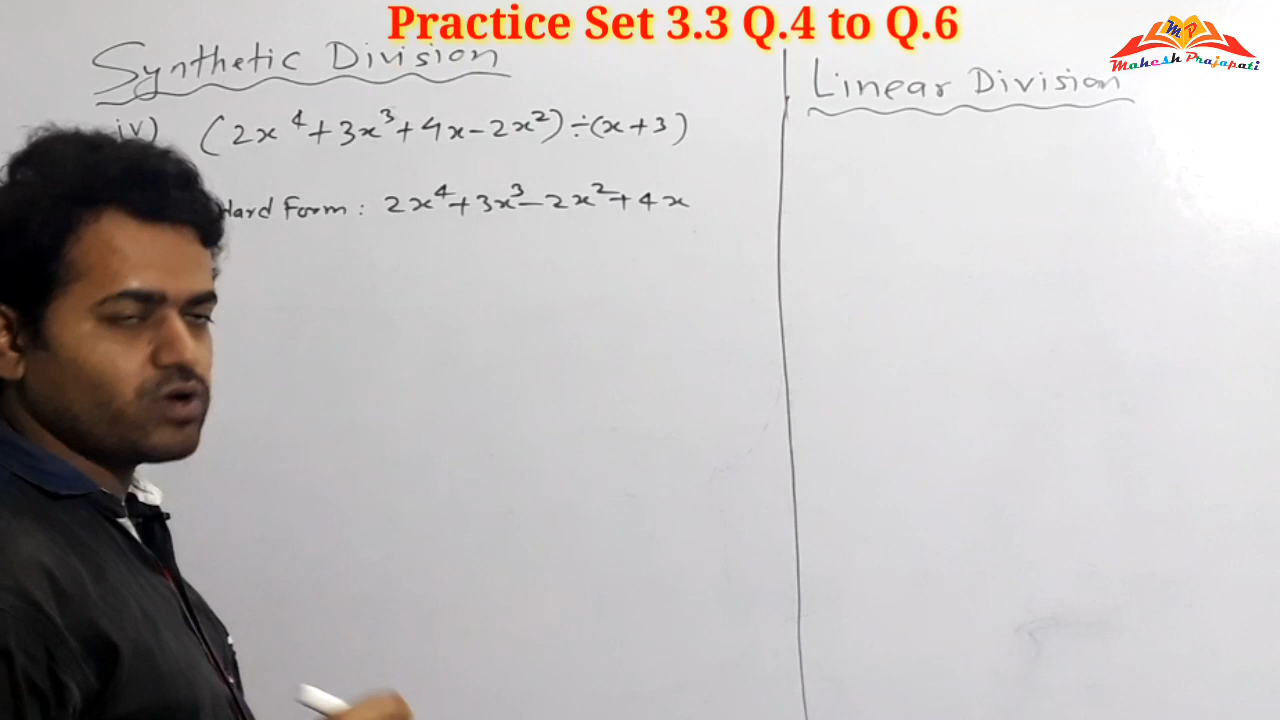 Practice Set 3.3 Q.4 to Q.6
MP
Mahesh Prajapati
Synthetic Division
iv) (2x⁴+3x³+4x-2x²)÷(x+3)
Form: 2x⁴+3x³-2x²+4x
Linear Division